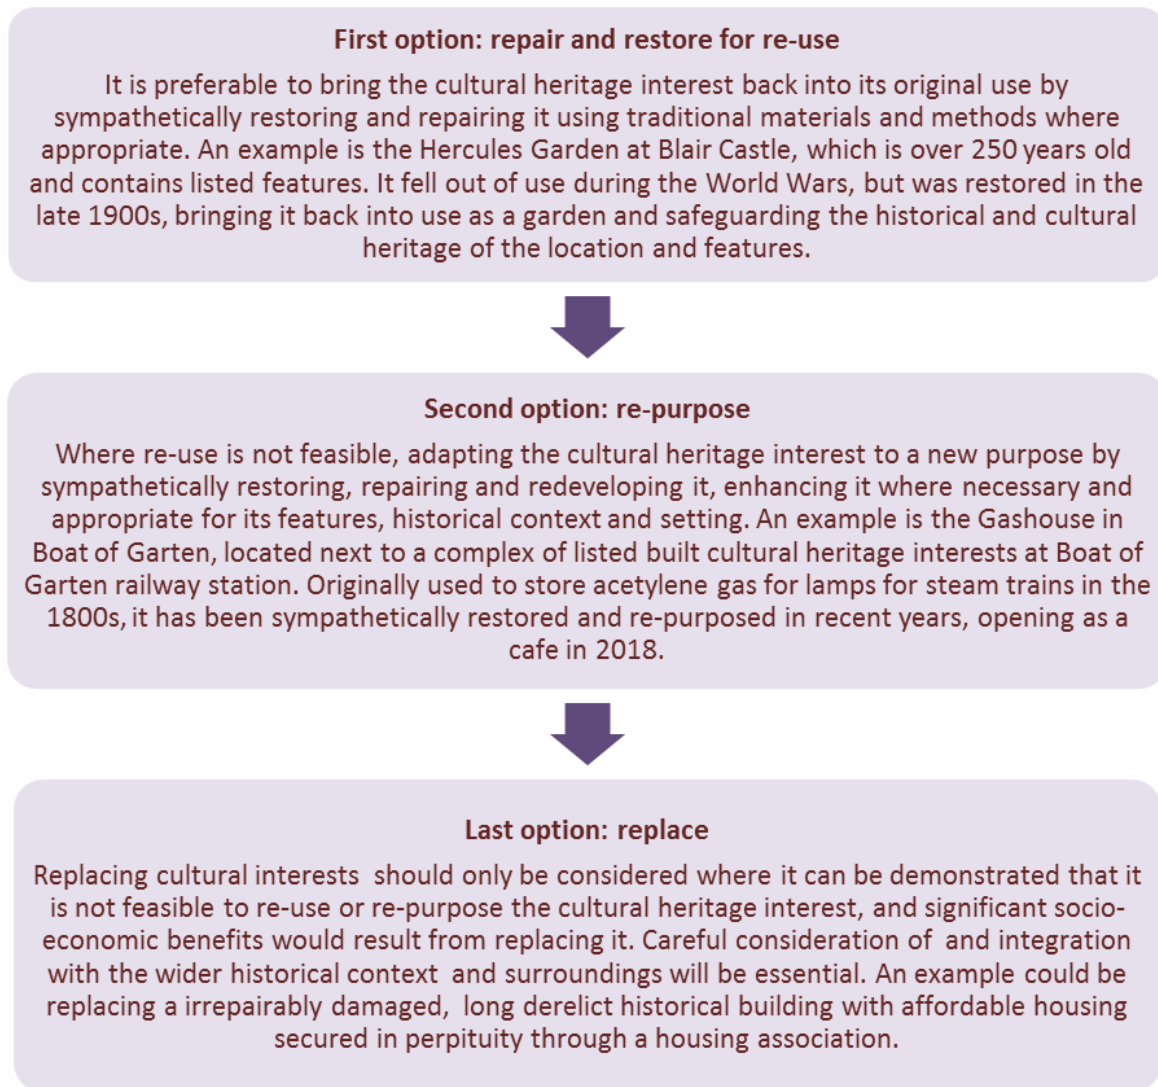 First option: repair and restore for re-use
It is preferable to bring the cultural heritage interest back into its original use by
sympathetically restoring and repairing it using traditional materials and methods where
appropriate. An example is the Hercules Garden at Blair Castle, which is over 250 years old
and contains listed features. It fell out of use during the World Wars, but was restored in the
late 1900s, bringing it back into use as a garden and safeguarding the historical and cultural
heritage of the location and features.
Second option: re-purpose
Where re-use is not feasible, adapting the cultural heritage interest to a new purpose by
sympathetically restoring, repairing and redeveloping it, enhancing it where necessary and
appropriate for its features, historical context and setting. An example is the Gashouse in
Boat of Garten, located next to a complex of listed built cultural heritage interests at Boat of
Garten railway station. Originally used to store acetylene gas for lamps for steam trains in the
1800s, it has been sympathetically restored and re-purposed in recent years, opening as a
cafe in 2018.
Last option: replace
Replacing cultural interests should only be considered where it can be demonstrated that it
is not feasible to re-use or re-purpose the cultural heritage interest, and significant socio-
economic benefits would result from replacing it. Careful consideration of and integration
with the wider historical context and surroundings will be essential. An example could be
replacing a irrepairably damaged, long derelict historical building with affordable housing
secured in perpituity through a housing association.